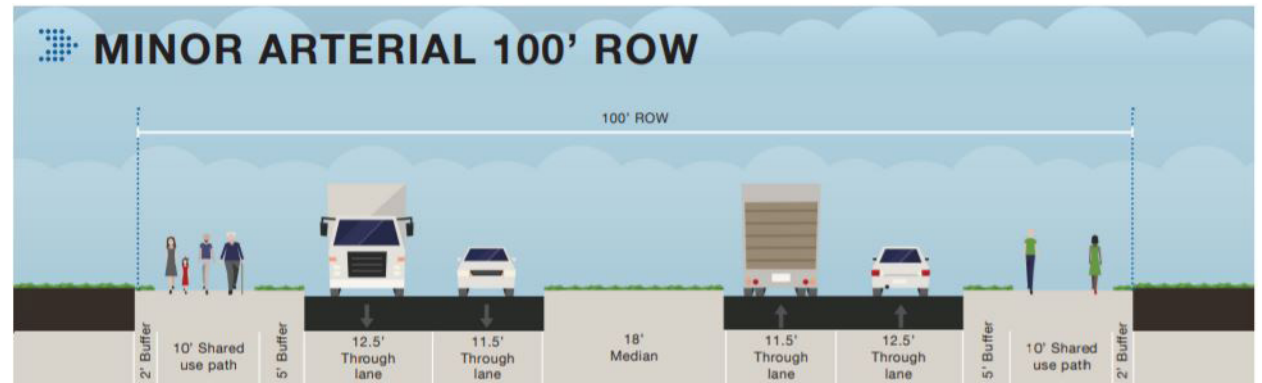 MINOR ARTERIAL 100' ROW
100' ROW
2' Buffer
10' Shared
use path
5' Buffer
12.5'
Through
lane
11.5'
Through
lane
18'
Median
11.5'
Through
lane
12.5'
Through
lane
5' Buffer
10' Shared
use path
2' Buffer